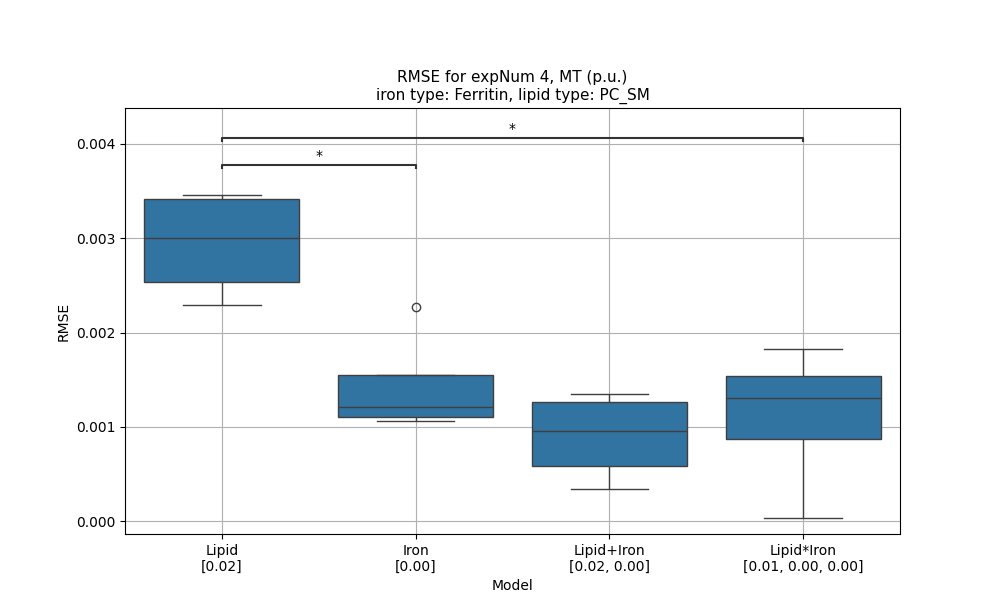 RMSE for expNum 4, MT (p.u.)
iron type: Ferritin, lipid type: PC_SM
*
*
0.004
0.003
0.002
0.001
0.000
RMSE
Lipid
[0.02]
Iron
[0.00]
Lipid+Iron
[0.02, 0.00]
Lipid*Iron
[0.01, 0.00, 0.00]
Model